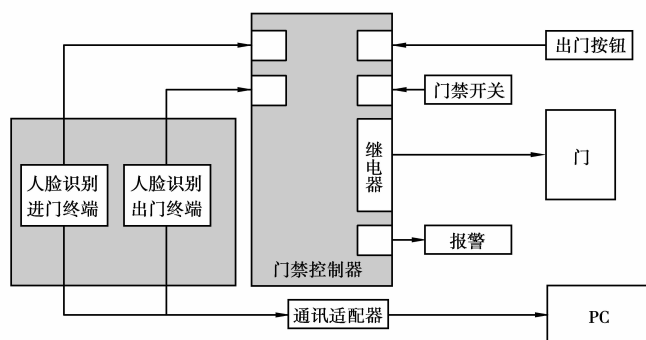 出门按钮
门禁开关
继
电
器
门
人脸识别
进门终端
人脸识别
出门终端
报警
门禁控制器
通讯适配器
PC